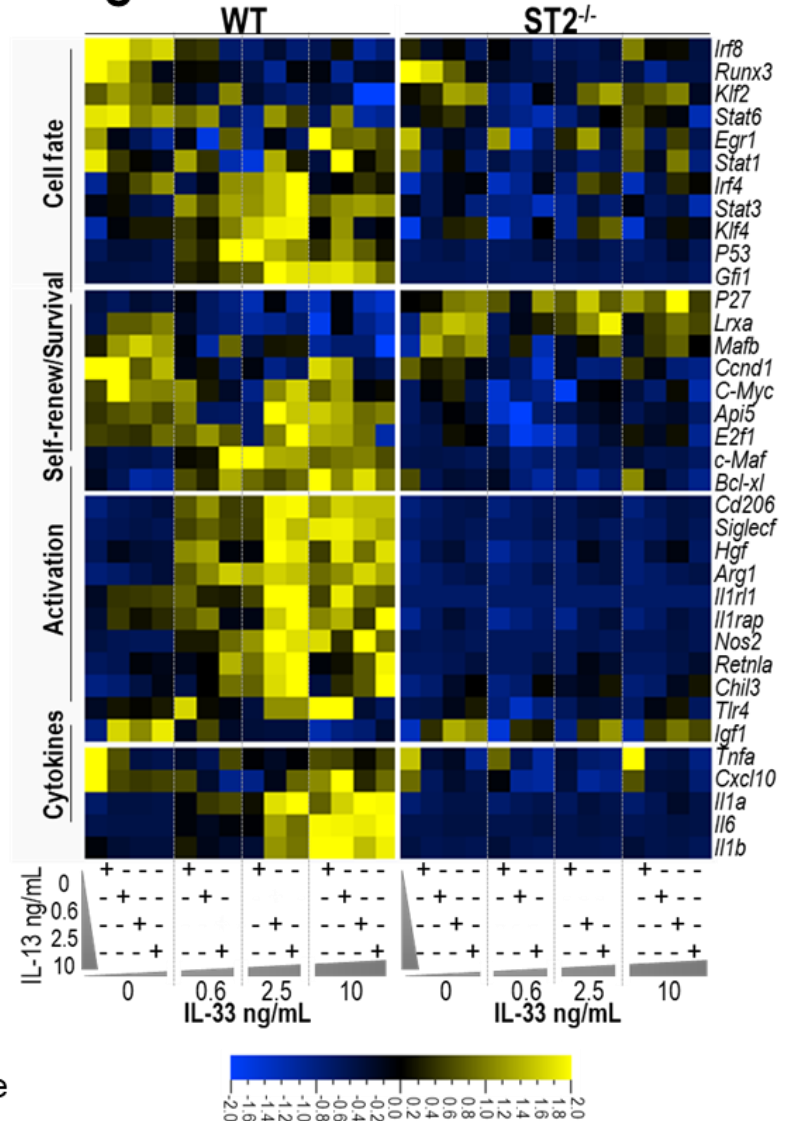 WT ST2-/-
Cell fate
Irf8
Runx3
Klf2
Stat6
Egr1
Stat1
Irf4
Stat3
Klf4
P53
Gfi1
Self-renew/Survival
P27
Lrxa
Mafb
Ccnd1
C-Myc
Api5
E2f1
c-Maf
Bcl-xl
Activation
Cd206
Siglecf
Hgf
Arg1
Il1rl1
Il1rap
Nos2
Retnla
Chil3
Tlr4
Igf1
Cytokines
Tnfa
Cxcl10
Il1a
Il6
Il1b
IL-13 ng/mL
0 + - - - + - - + - - + - - - + - - - + - - + - - + - - -
0.6 - + - - - + - - + - - - + - - - + - - + - -
2.5 - - + - - + - - - + - - - + - - + - - - + -
10 - - - + - - + - - + - - - + - - - + - - + - - + - - - +
0 0.6 2.5 10 0 0.6 2.5 10
IL-33 ng/mL IL-33 ng/mL
e
-2.0 -1.6 -1.4 -1.2 -1.0 -0.8 -0.6 -0.4 -0.2 0.0 0.2 0.4 0.6 0.8 1.0 1.2 1.4 1.6 1.8 2.0